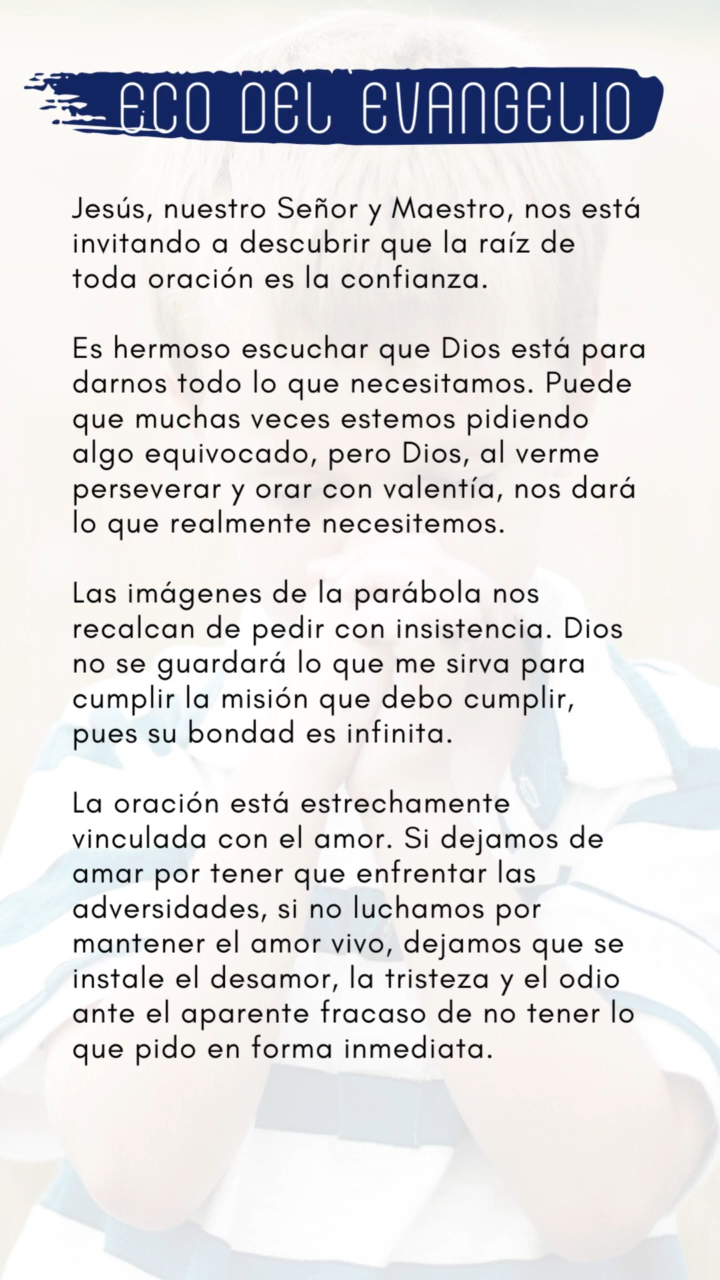 ECO DEL EVANGELIO
Jesús, nuestro Señor y Maestro, nos está
invitando a descubrir que la raíz de
toda oración es la confianza.
Es hermoso escuchar que Dios está para
darnos todo lo que necesitamos. Puede
que muchas veces estemos pidiendo
algo equivocado, pero Dios, al verme
perseverar y orar con valentía, nos dará
lo que realmente necesitemos.
Las imágenes de la parábola nos
recalcan de pedir con insistencia. Dios
no se guardará lo que me sirva para
cumplir la misión que debo cumplir,
pues su bondad es infinita.
La oración está estrechamente
vinculada con el amor. Si dejamos de
amar por tener que enfrentar las
adversidades, si no luchamos por
mantener el amor vivo, dejamos que se
instale el desamor, la tristeza y el odio
ante el aparente fracaso de no tener lo
que pido en forma inmediata.